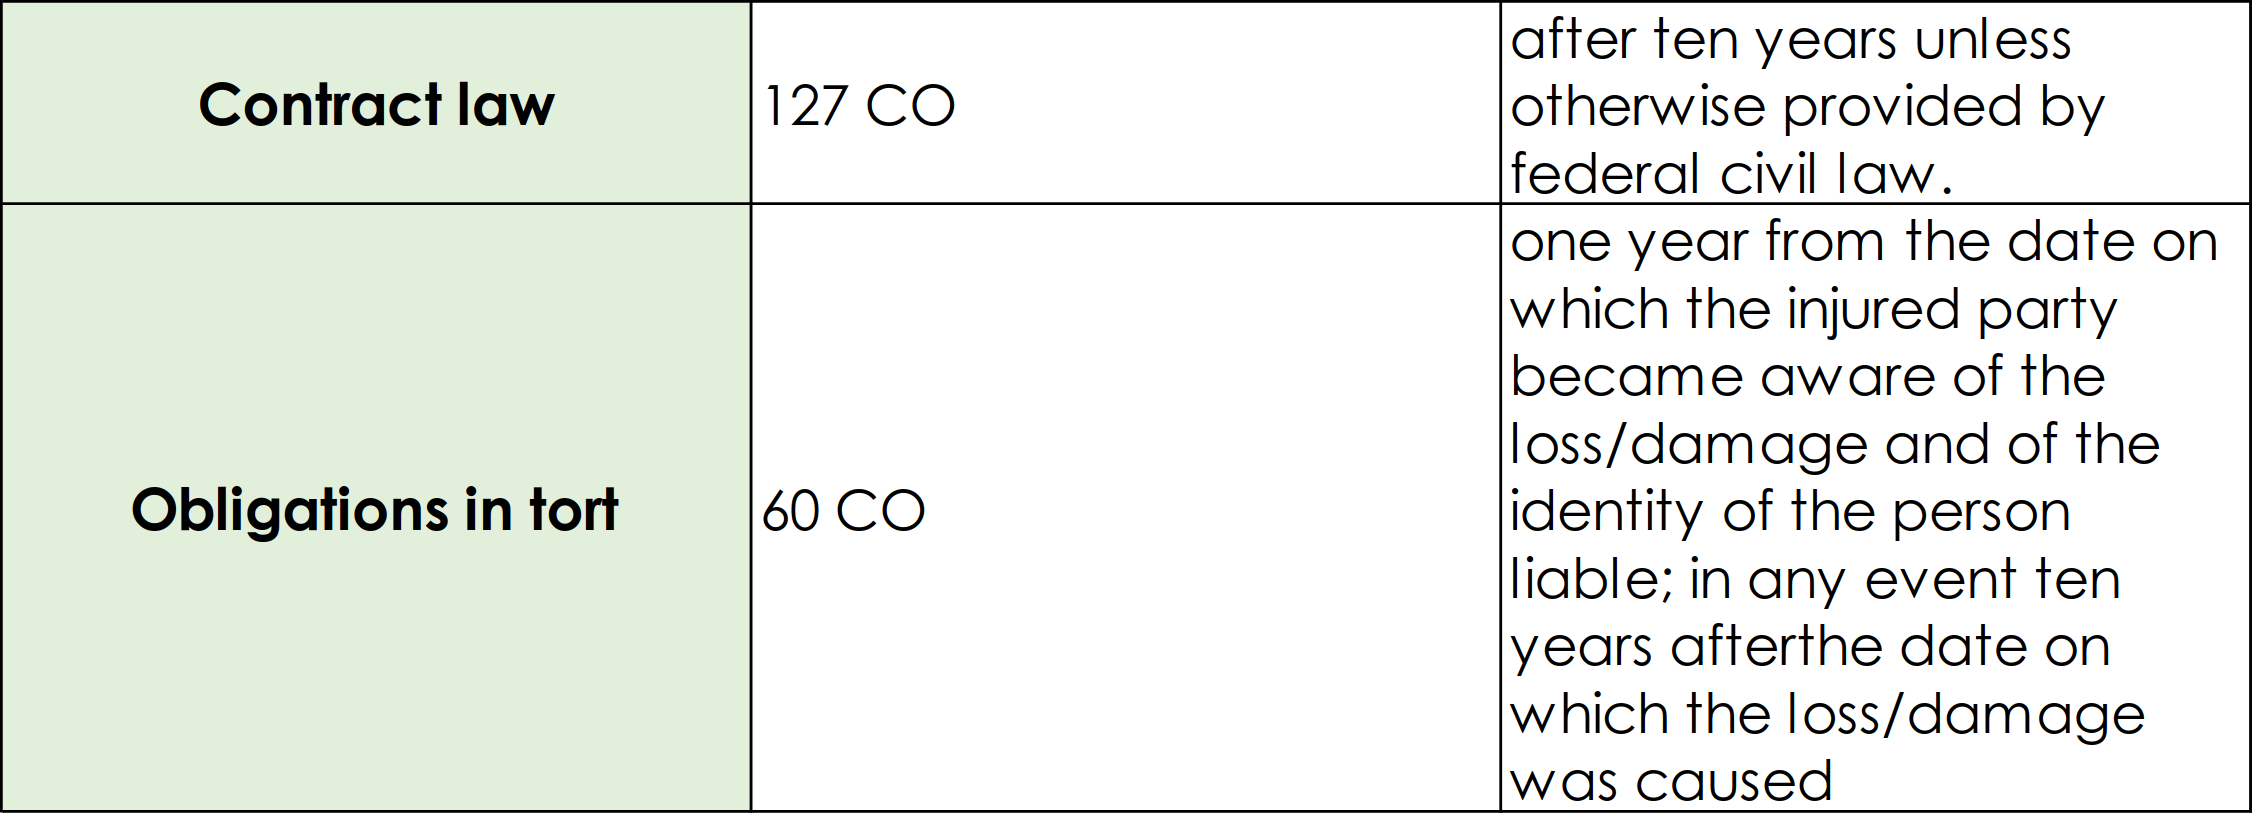 Contract law
127 CO
after ten years unless
otherwise provided by
federal civil law.
Obligations in tort
60 CO
one year from the date on
which the injured party
became aware of the
loss/damage and of the
identity of the person
liable; in any event ten
years afterthe date on
which the loss/damage
was caused